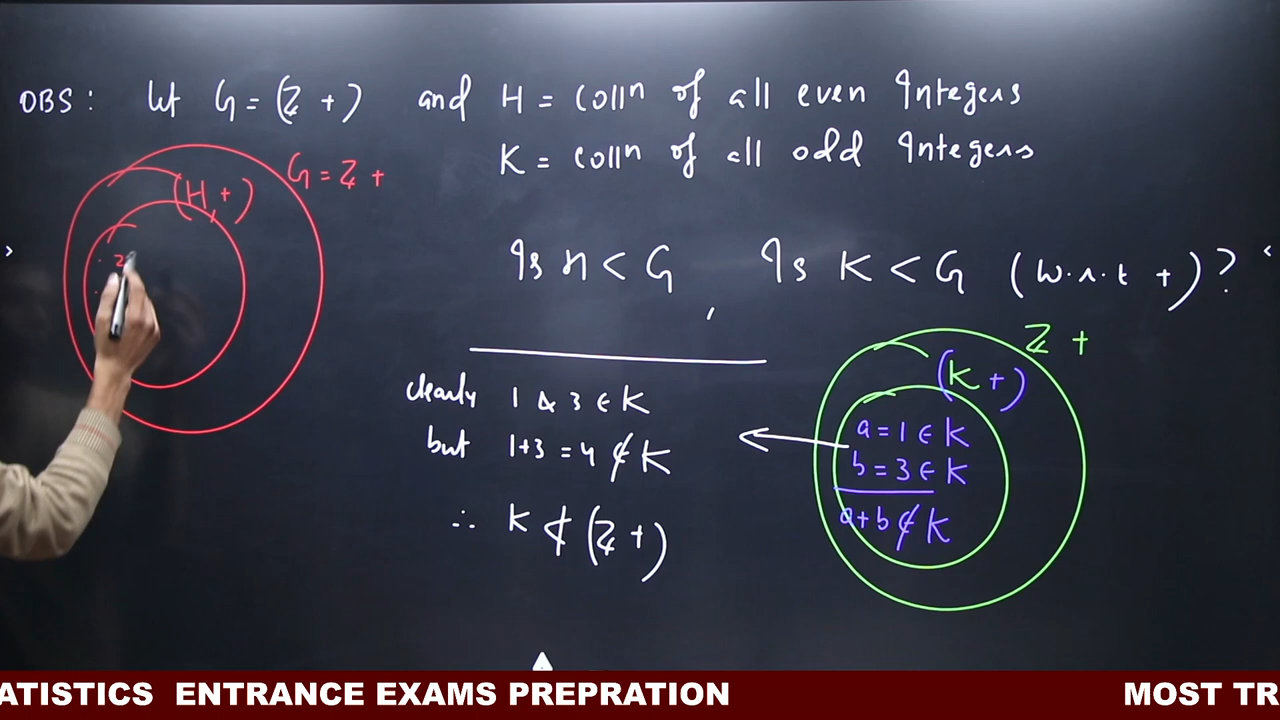 OBS: Let G = (ℤ +) and H = collⁿ of all even Integers
K = collⁿ of all odd Integers
G = ℤ +
(H, +)
2
Is H < G , Is K < G (w.r.t +)?
clearly 1 & 3 ∈ K
but 1+3 = 4 ∉ K
∴ K ≮ (ℤ +)
ℤ +
(K +)
a = 1 ∈ K
b = 3 ∈ K
a+b ∉ K
ATISTICS ENTRANCE EXAMS PREPRATION MOST TR